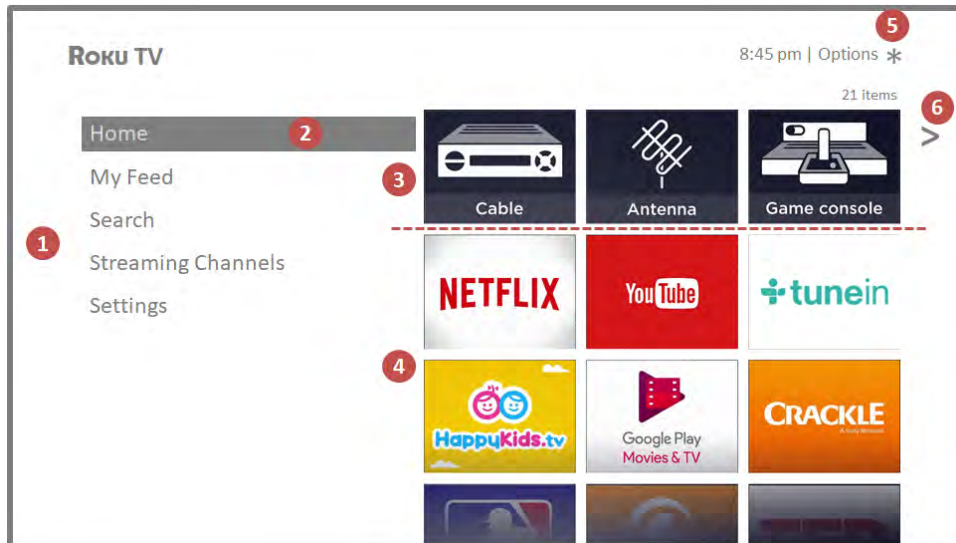 5
ROKU TV
8:45 pm | Options *
21 items
6
Home 2
My Feed
Search
Streaming Channels
Settings
1
3
Cable Antenna Game console
NETFLIX YouTube tunein
4
HappyKids.tv Google Play
Movies & TV
CRACKLE